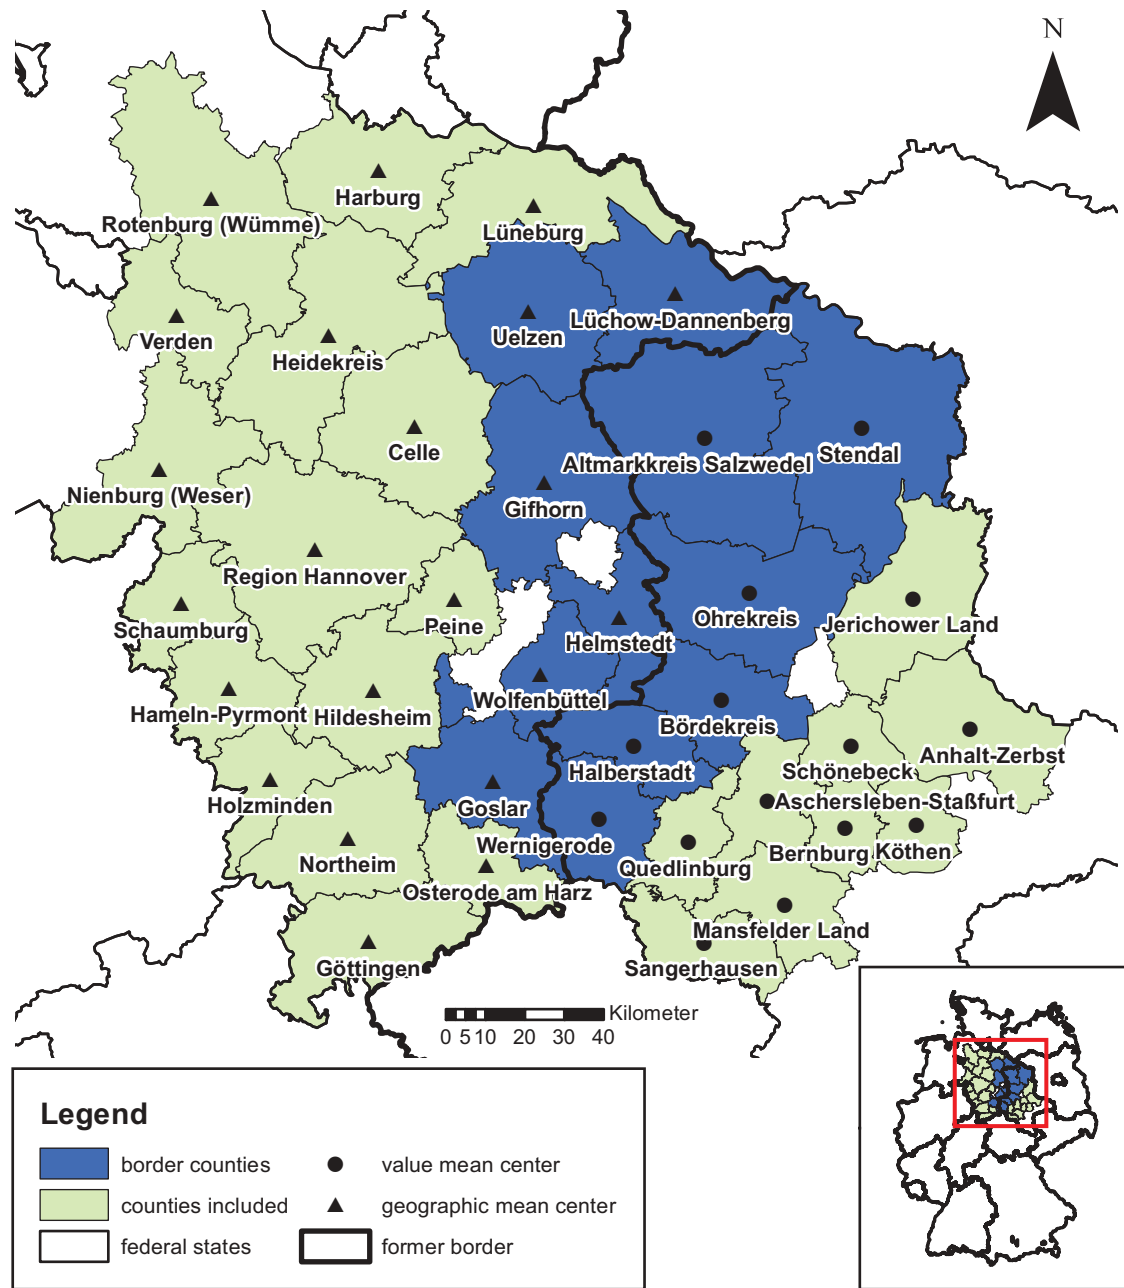 N
Harburg
Rotenburg (Wümme)
Lüneburg
Lüchow-Dannenberg
Uelzen
Verden
Heidekreis
Celle
Altmarkkreis Salzwedel
Stendal
Nienburg (Weser)
Gifhorn
Region Hannover
Ohrekreis
Jerichower Land
Schaumburg
Peine
Helmstedt
Wolfenbüttel
Hameln-Pyrmont
Hildesheim
Bördekreis
Anhalt-Zerbst
Halberstadt
Schönebeck
Holzminden
Goslar
Aschersleben-Staßfurt
Wernigerode
Northeim
Quedlinburg
Bernburg
Köthen
Osterode am Harz
Mansfelder Land
Göttingen
Sangerhausen
Kilometer
0 5 10 20 30 40
Legend
border counties
value mean center
counties included
geographic mean center
federal states
former border